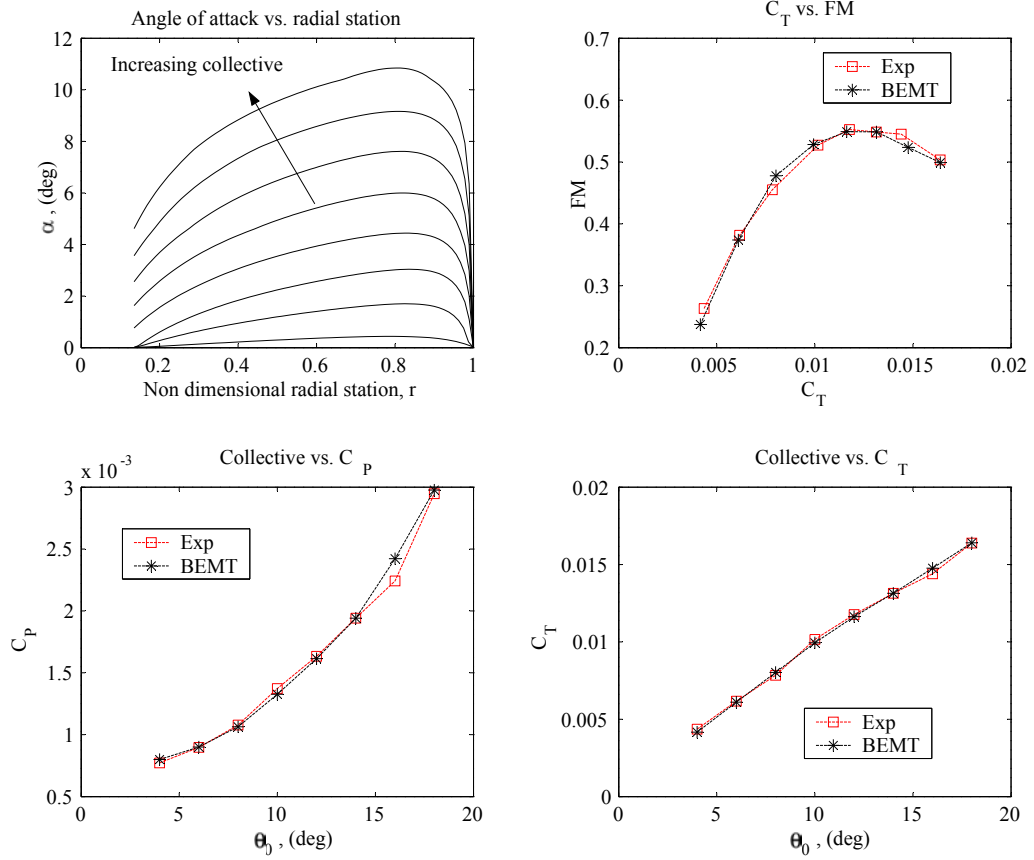 Angle of attack vs. radial station
12
10
8
6
4
2
0
α , (deg)
Increasing collective
0 0.2 0.4 0.6 0.8 1
Non dimensional radial station, r
C_T vs. FM
0.7
0.6
0.5
0.4
0.3
0.2
FM
Exp
BEMT
0 0.005 0.01 0.015 0.02
C_T
Collective vs. C_P
x 10^-3
3
2.5
2
1.5
1
0.5
C_P
Exp
BEMT
0 5 10 15 20
θ_0 , (deg)
Collective vs. C_T
0.02
0.015
0.01
0.005
0
C_T
Exp
BEMT
0 5 10 15 20
θ_0 , (deg)